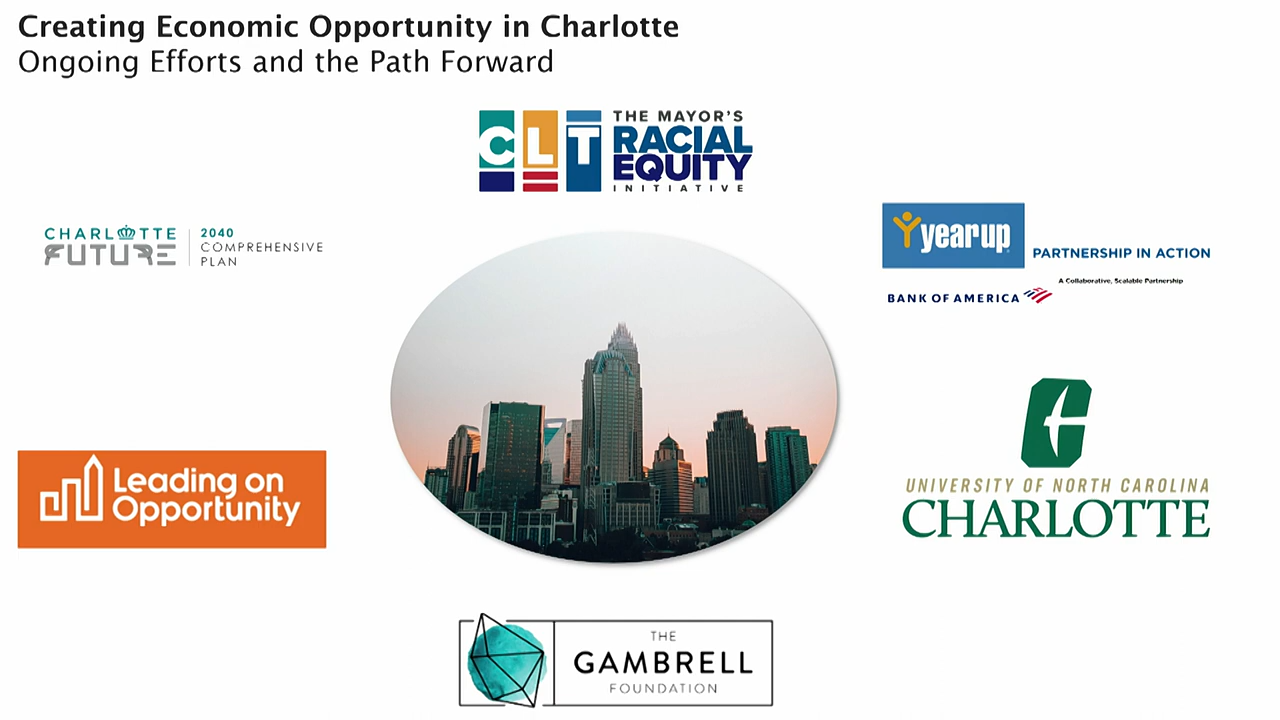 Creating Economic Opportunity in Charlotte
Ongoing Efforts and the Path Forward
CLT
THE MAYOR'S
RACIAL
EQUITY
INITIATIVE
CHARLOTTE
FUTURE
2040
COMPREHENSIVE
PLAN
year up
PARTNERSHIP IN ACTION
A Collaborative, Scalable Partnership
BANK OF AMERICA
Leading on
Opportunity
UNIVERSITY OF NORTH CAROLINA
CHARLOTTE
THE
GAMBRELL
FOUNDATION